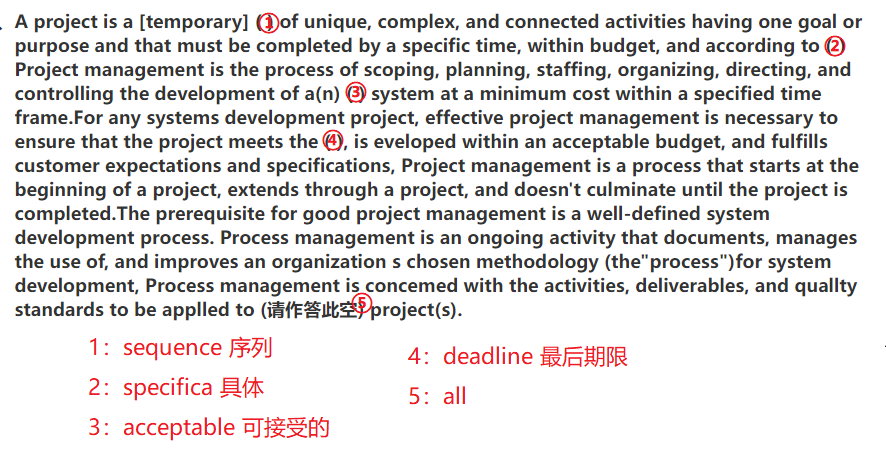 A project is a [temporary] (①)of unique, complex, and connected activities having one goal or
purpose and that must be completed by a specific time, within budget, and according to (②)
Project management is the process of scoping, planning, staffing, organizing, directing, and
controlling the development of a(n) (③) system at a minimum cost within a specified time
frame.For any systems development project, effective project management is necessary to
ensure that the project meets the (④), is eveloped within an acceptable budget, and fulfills
customer expectations and specifications, Project management is a process that starts at the
beginning of a project, extends through a project, and doesn't culminate until the project is
completed.The prerequisite for good project management is a well-defined system
development process. Process management is an ongoing activity that documents, manages
the use of, and improves an organization s chosen methodology (the"process")for system
development, Process management is concemed with the activities, deliverables, and quallty
standards to be applled to (请作答此空⑤)project(s).
1：sequence 序列
2：specifica 具体
3：acceptable 可接受的
4：deadline 最后期限
5：all